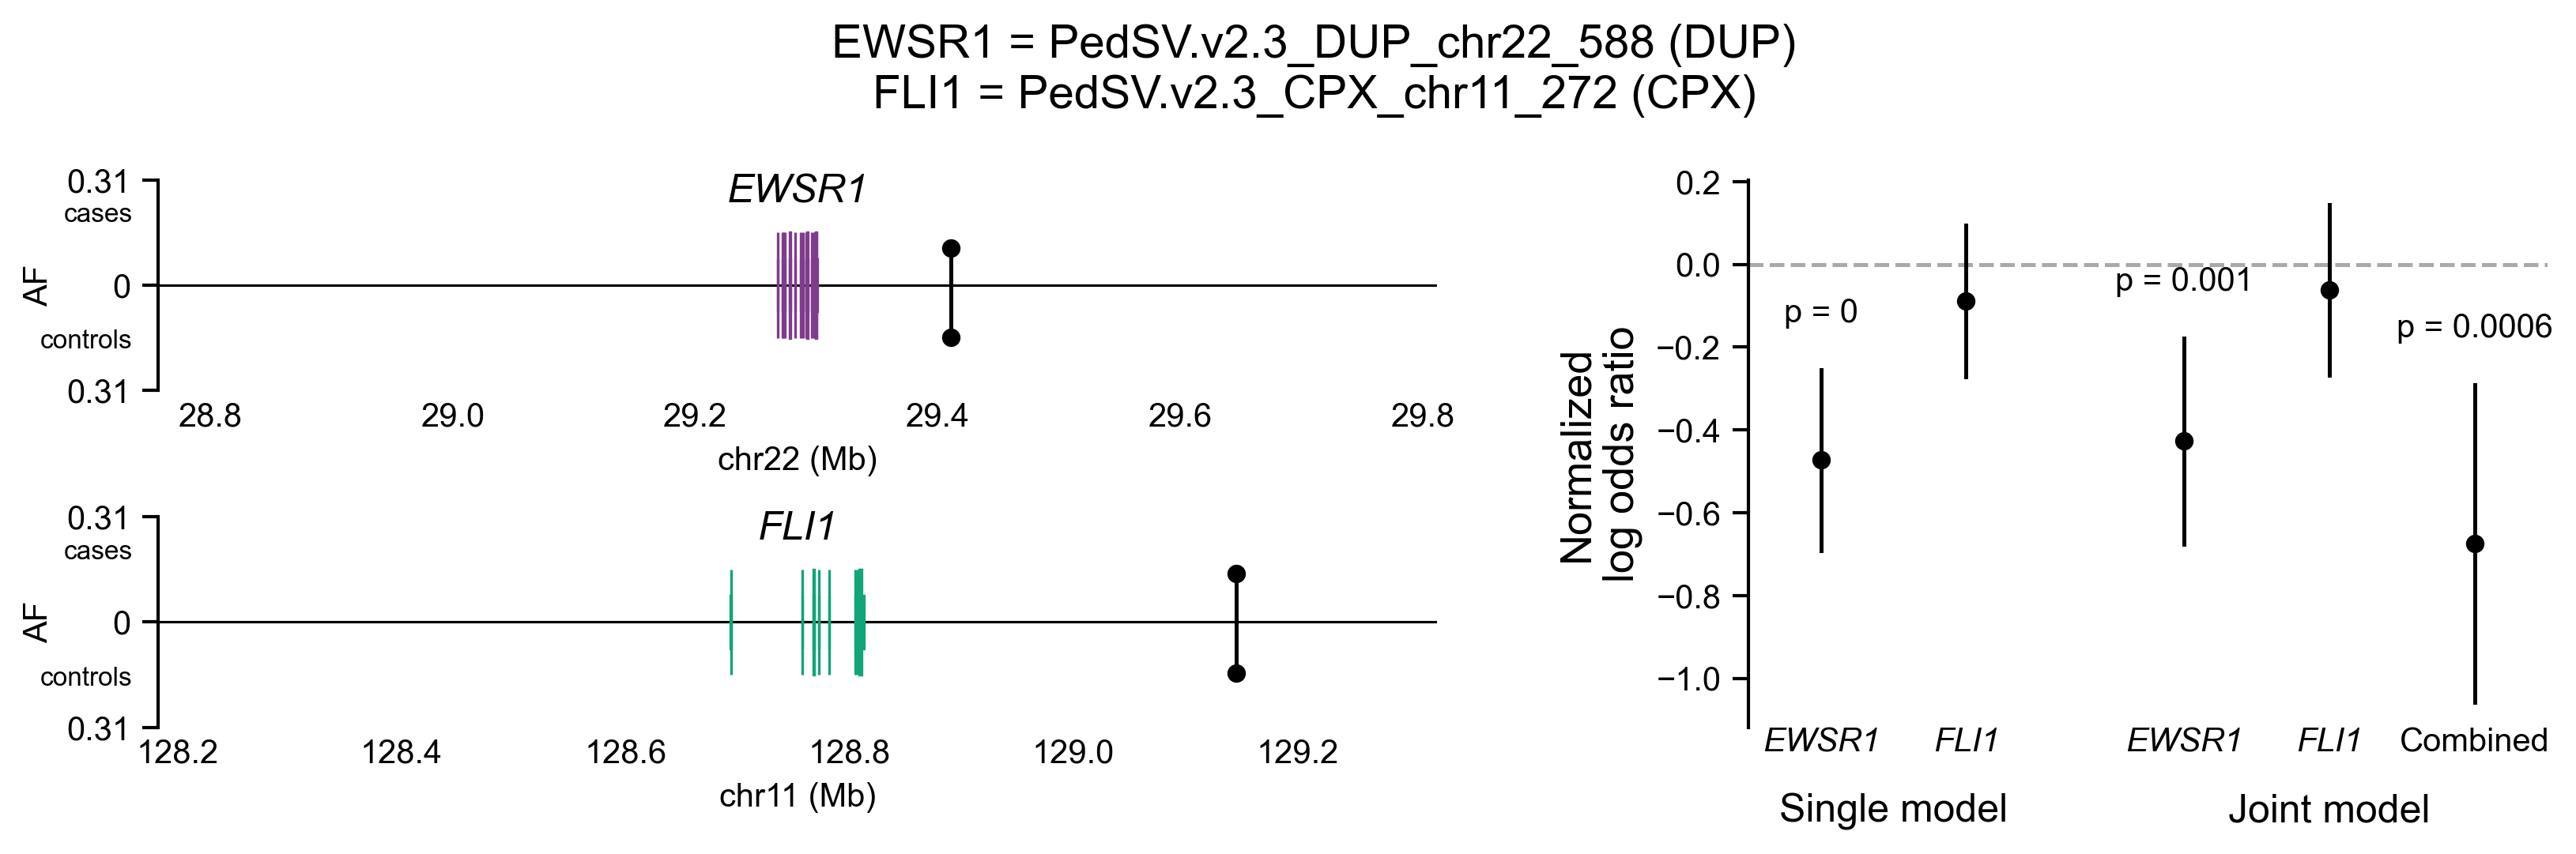 EWSR1 = PedSV.v2.3_DUP_chr22_588 (DUP)
FLI1 = PedSV.v2.3_CPX_chr11_272 (CPX)
EWSR1
0.31
cases
0
controls
0.31
AF
28.8 29.0 29.2 29.4 29.6 29.8
chr22 (Mb)
FLI1
0.31
cases
0
controls
0.31
AF
128.2 128.4 128.6 128.8 129.0 129.2
chr11 (Mb)
Normalized
log odds ratio
0.2
0.0
−0.2
−0.4
−0.6
−0.8
−1.0
p = 0
p = 0.001
p = 0.0006
EWSR1 FLI1 EWSR1 FLI1 Combined
Single model Joint model